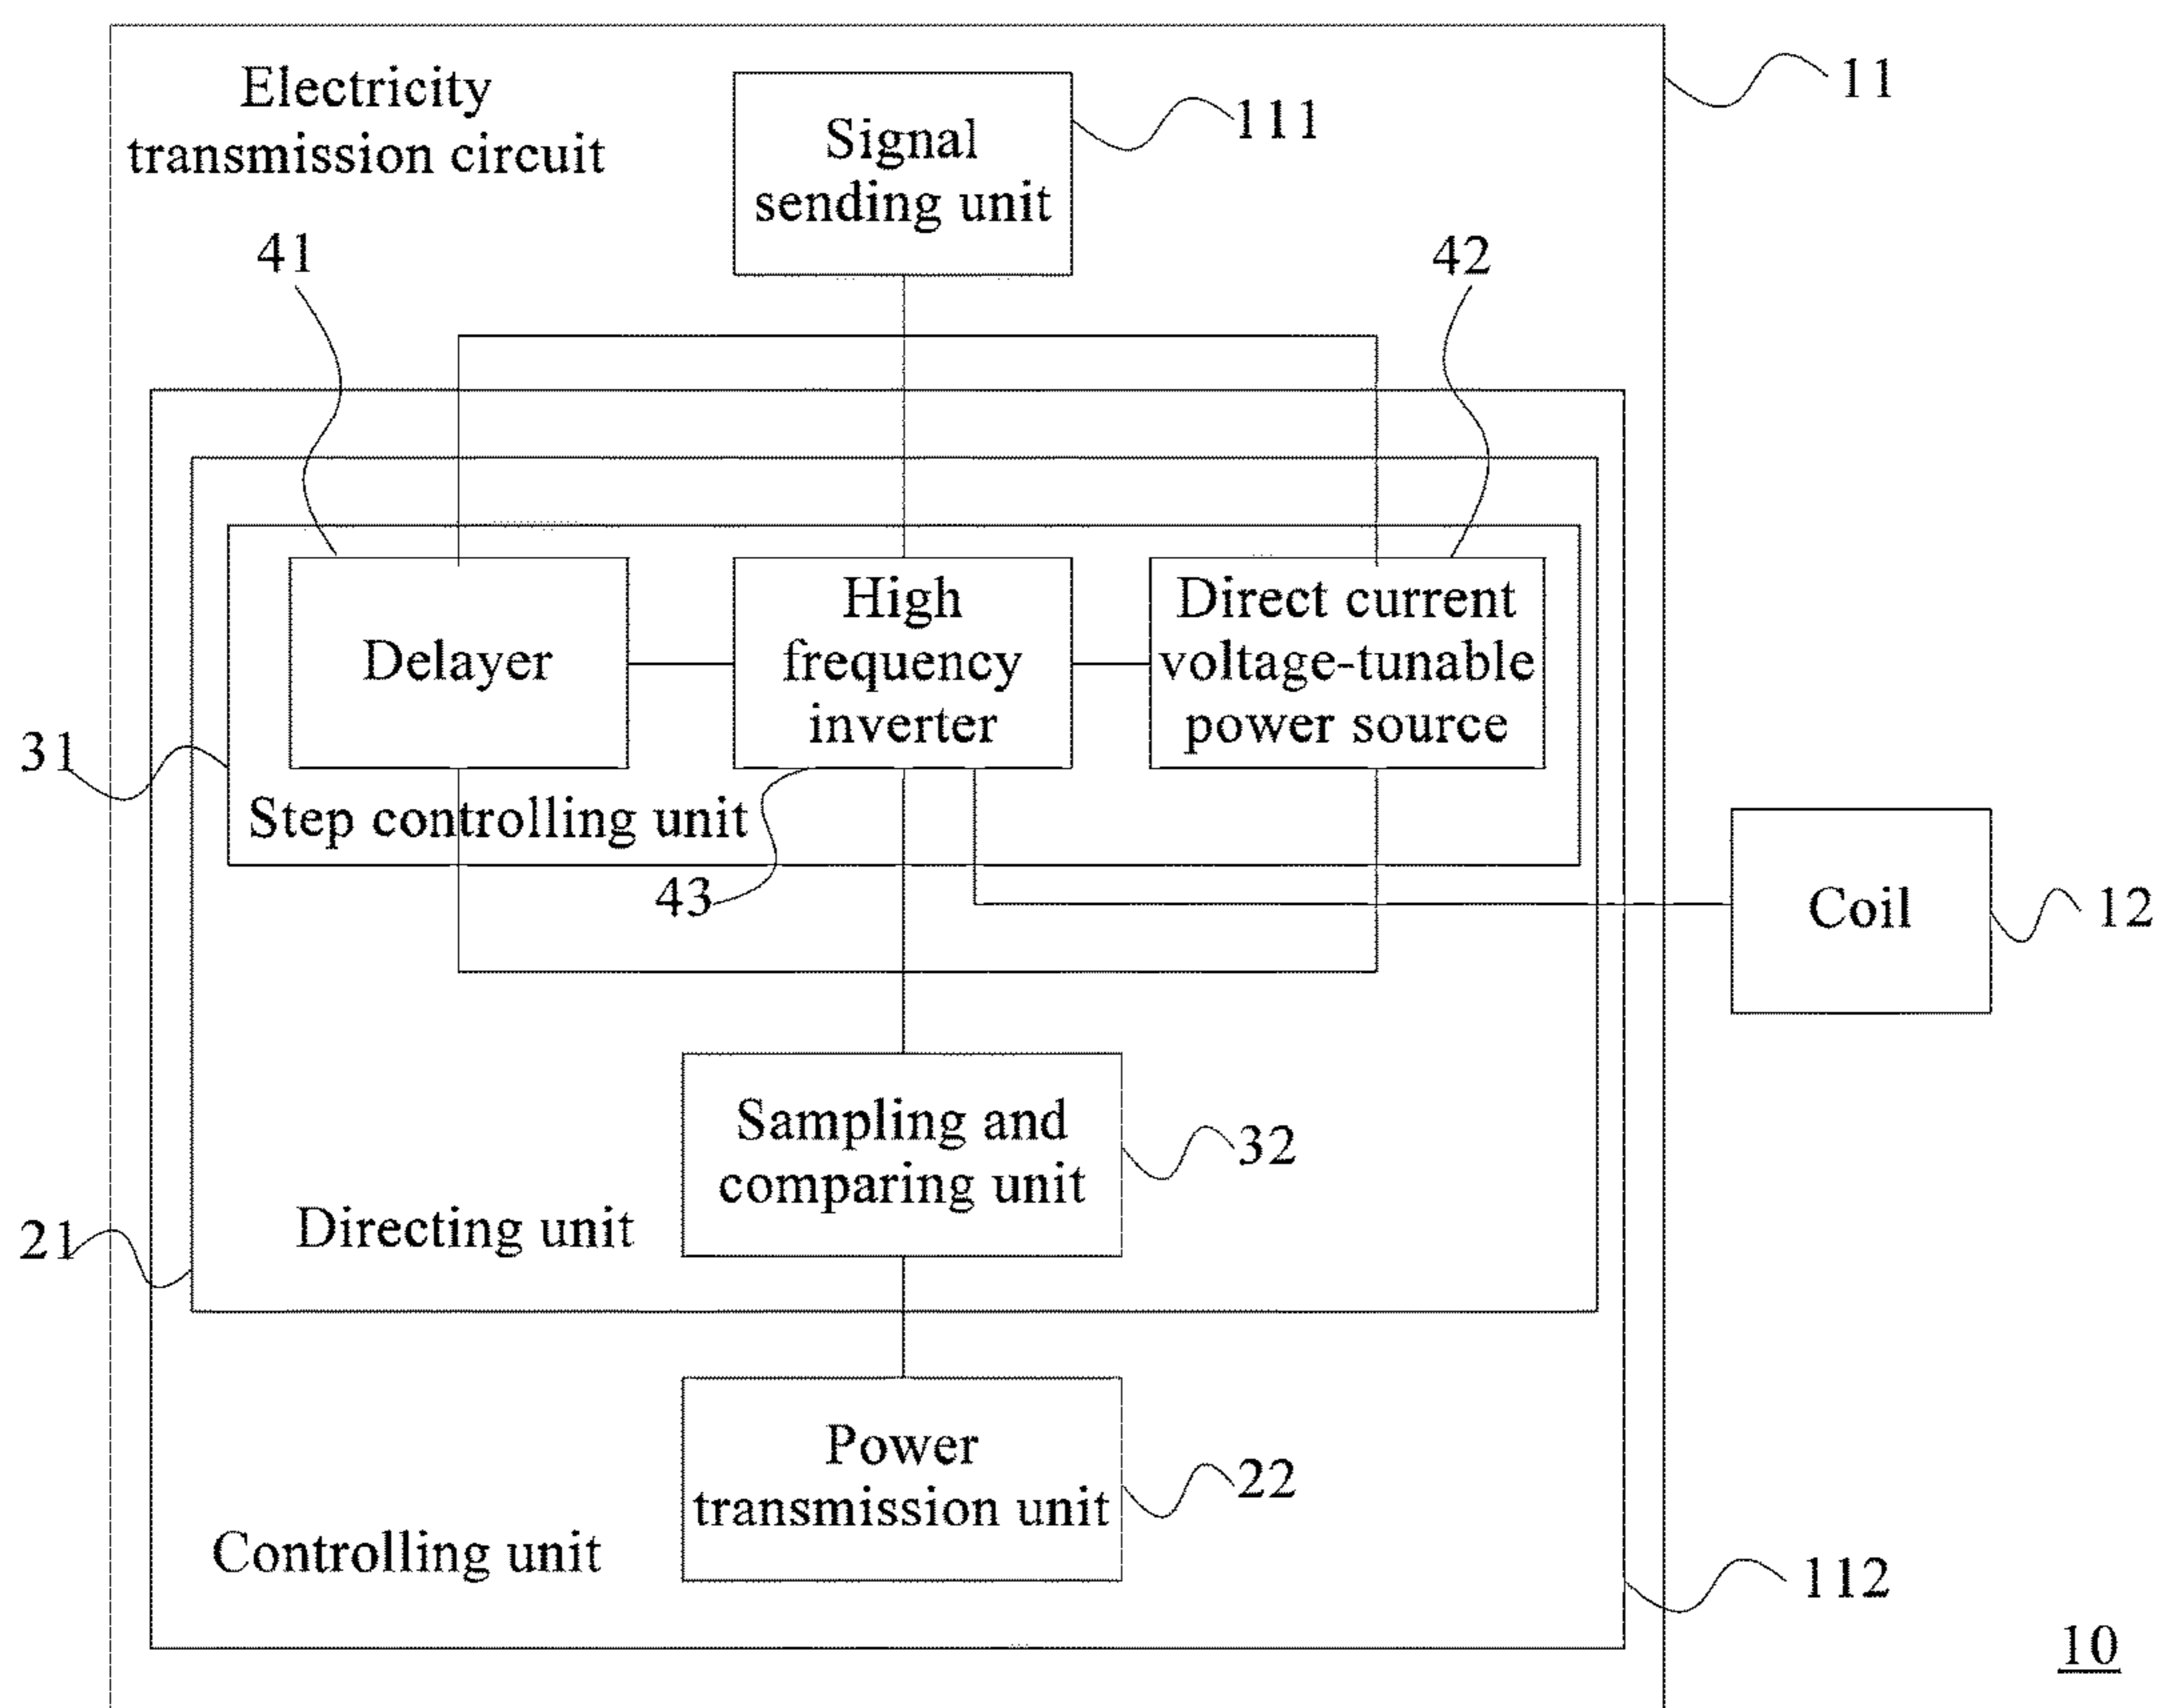 Electricity
transmission circuit
11
Signal
sending unit
111
41
42
Delayer
High
frequency
inverter
Direct current
voltage-tunable
power source
31
Step controlling unit
43
Coil
12
Sampling and
comparing unit
32
Directing unit
21
Power
transmission unit
22
Controlling unit
112
10